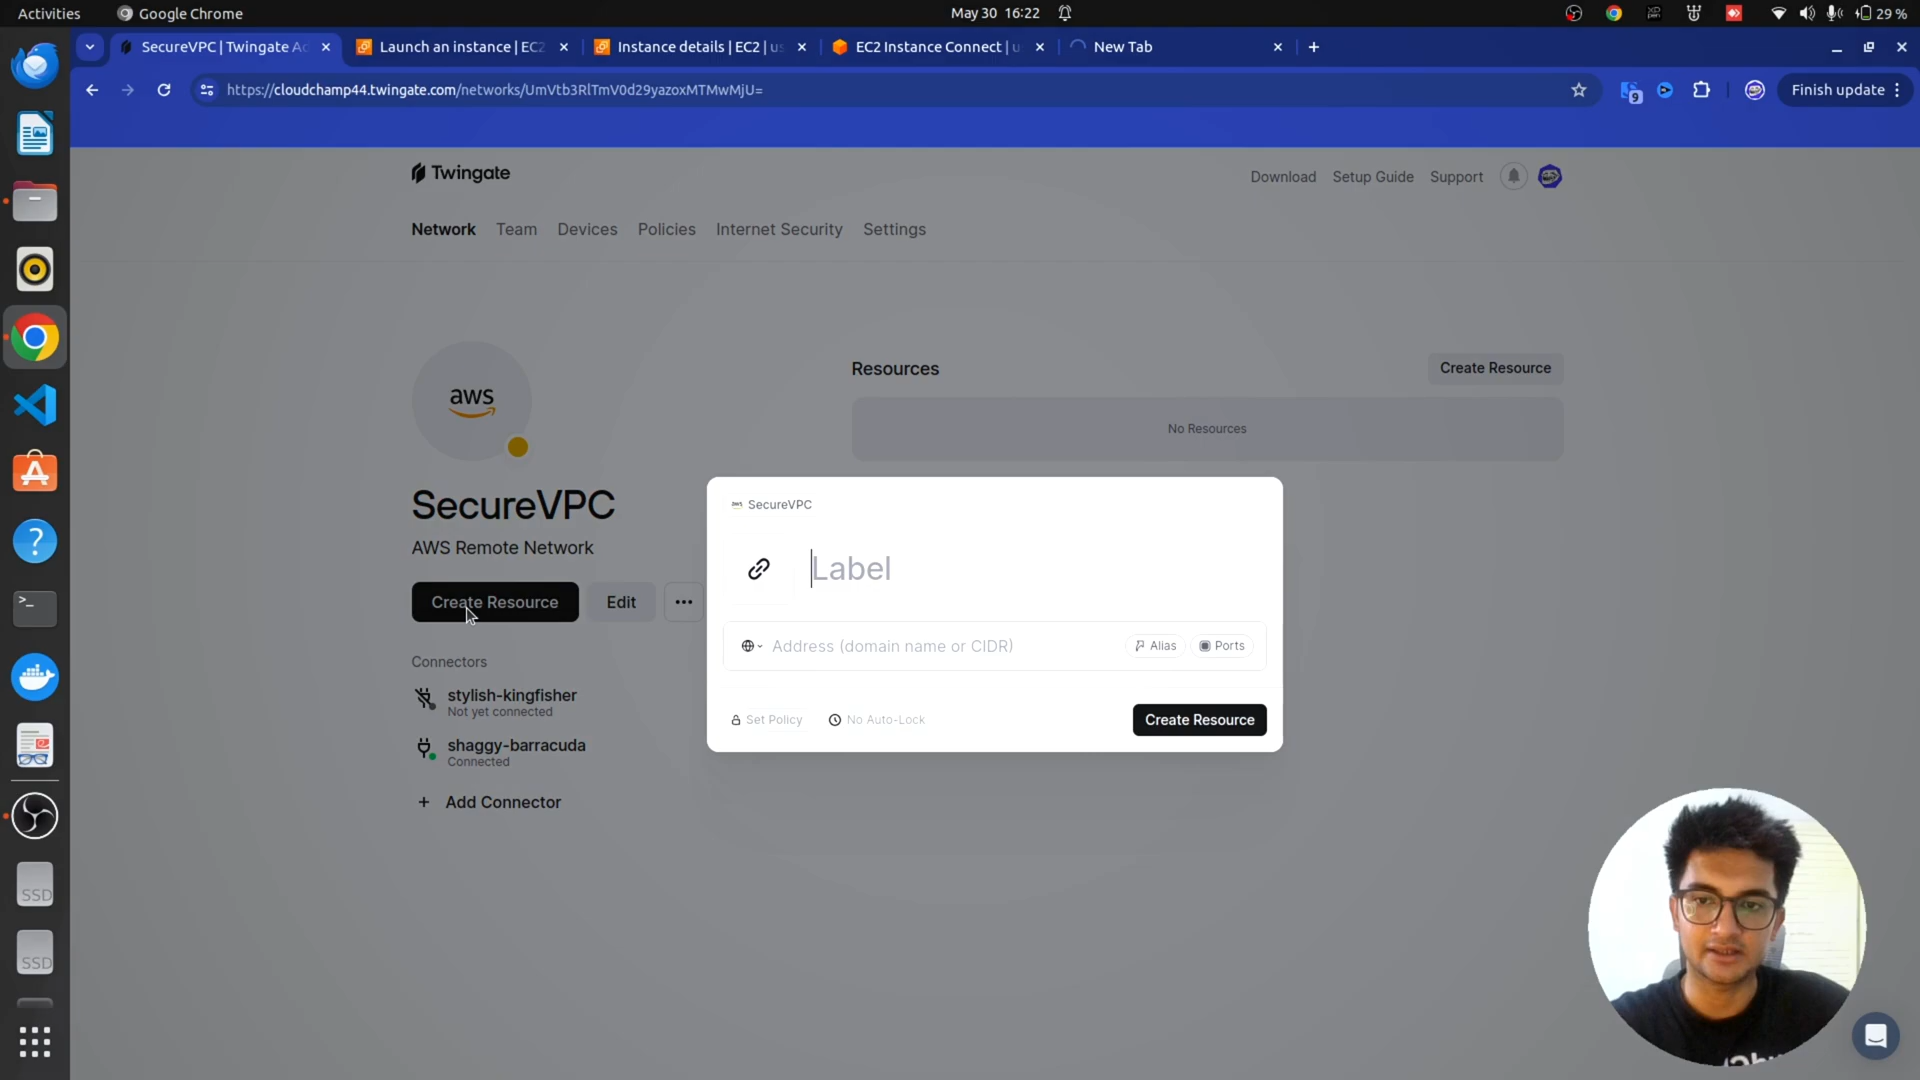 Activities
Google Chrome
May 30 16:22
29 %
SecureVPC | Twingate Ad
Launch an instance | EC2
Instance details | EC2 | us
EC2 Instance Connect | u
New Tab
https://cloudchamp44.twingate.com/networks/UmVtb3RlTmV0d29yazoxMTMwMjU=
9
Finish update
Twingate
Download
Setup Guide
Support
Network
Team
Devices
Policies
Internet Security
Settings
aws
Resources
Create Resource
No Resources
SecureVPC
AWS Remote Network
Create Resource
Edit
Connectors
stylish-kingfisher
Not yet connected
shaggy-barracuda
Connected
+ Add Connector
aws SecureVPC
Label
Address (domain name or CIDR)
Alias
Ports
Set Policy
No Auto-Lock
Create Resource
SSD
SSD